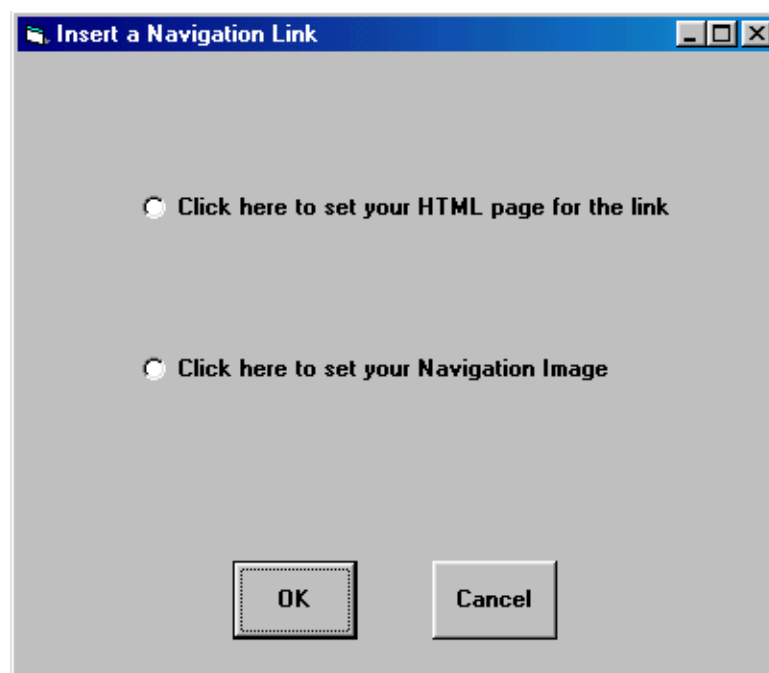 Insert a Navigation Link
Click here to set your HTML page for the link
Click here to set your Navigation Image
OK
Cancel